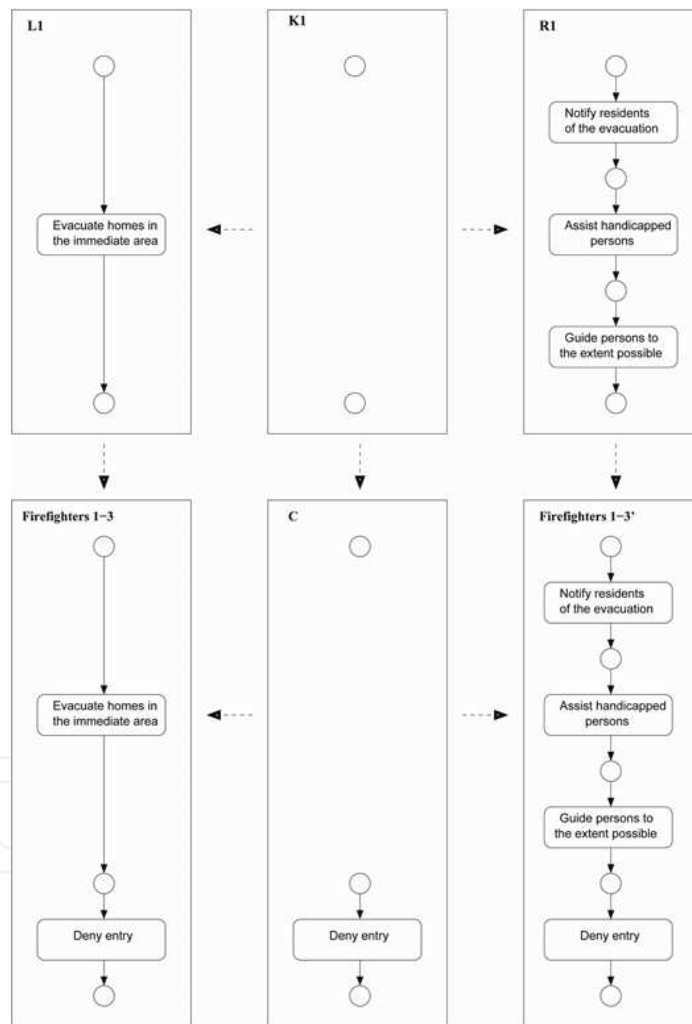 L1
K1
R1
Notify residents
of the evacuation
Evacuate homes in
the immediate area
Assist handicapped
persons
Guide persons to
the extent possible
Firefighters 1−3
C
Firefighters 1−3’
Notify residents
of the evacuation
Evacuate homes in
the immediate area
Assist handicapped
persons
Guide persons to
the extent possible
Deny entry
Deny entry
Deny entry